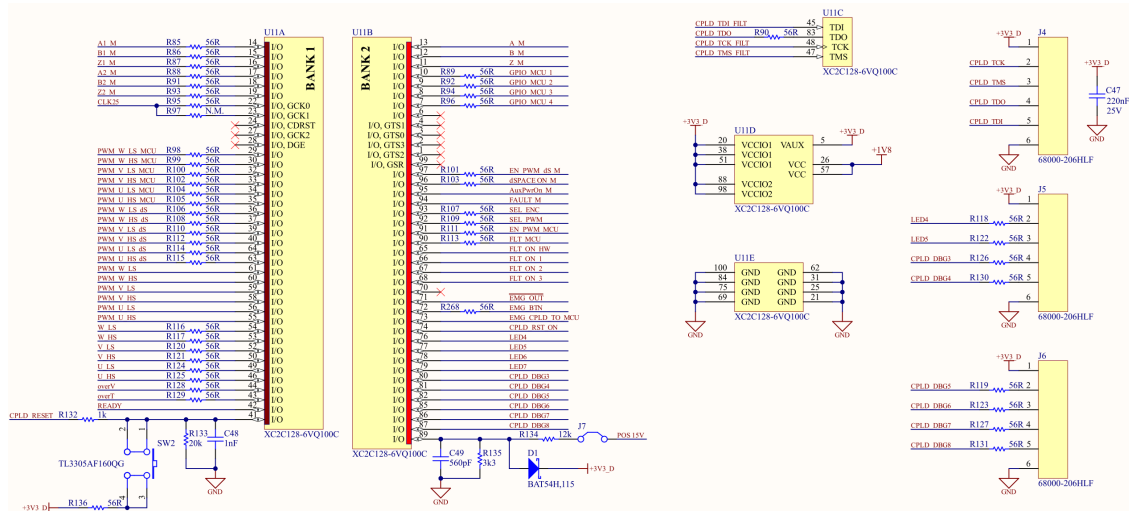 U11A
BANK 1
A1_M R85 56R 14 I/O
B1_M R86 56R 15 I/O
Z1_M R87 56R 16 I/O
A2_M R88 56R 17 I/O
B2_M R91 56R 18 I/O
Z2_M R93 56R 19 I/O
CLK25 R95 56R 22 I/O, GCK0
R97 N.M. 23 I/O, GCK1
24 I/O, CDRST
27 I/O, GCK2
28 I/O, DGE
PWM_W_LS_MCU R98 56R 29 I/O
PWM_W_HS_MCU R99 56R 30 I/O
PWM_V_LS_MCU R100 56R 32 I/O
PWM_V_HS_MCU R102 56R 33 I/O
PWM_U_LS_MCU R104 56R 34 I/O
PWM_U_HS_MCU R105 56R 35 I/O
PWM_W_LS_dS R106 56R 36 I/O
PWM_W_HS_dS R108 56R 37 I/O
PWM_V_LS_dS R110 56R 39 I/O
PWM_V_HS_dS R112 56R 40 I/O
PWM_U_LS_dS R114 56R 64 I/O
PWM_U_HS_dS R115 56R 63 I/O
PWM_W_LS 61 I/O
PWM_W_HS 60 I/O
PWM_V_LS 59 I/O
PWM_V_HS 58 I/O
PWM_U_LS 56 I/O
PWM_U_HS 55 I/O
W_LS R116 56R 54 I/O
W_HS R117 56R 53 I/O
V_LS R120 56R 52 I/O
V_HS R121 56R 50 I/O
U_LS R124 56R 49 I/O
U_HS R125 56R 46 I/O
overV R128 56R 44 I/O
overT R129 56R 43 I/O
READY 42 I/O
CPLD_RESET R132 1k 41 I/O
XC2C128-6VQ100C
2 1
SW2
TL3305AF160QG
4 3
R133
20k
C48
1nF
GND
+3V3_D R136 56R
U11B
BANK 2
I/O 13 A_M
I/O 12 B_M
I/O 11 Z_M
I/O 10 R89 56R GPIO_MCU_1
I/O 9 R92 56R GPIO_MCU_2
I/O 8 R94 56R GPIO_MCU_3
I/O 7 R96 56R GPIO_MCU_4
I/O 6
I/O, GTS1 4
I/O, GTS0 3
I/O, GTS3 2
I/O, GTS2 1
I/O, GSR 99
I/O 97 R101 56R EN_PWM_dS_M
I/O 96 R103 56R dSPACEON_M
I/O 95 AuxPwrOn_M
I/O 94 FAULT_M
I/O 93 R107 56R SEL_ENC
I/O 92 R109 56R SEL_PWM
I/O 91 R111 56R EN_PWM_MCU
I/O 90 R113 56R FLT_MCU
I/O 65 FLT_ON_HW
I/O 66 FLT_ON_1
I/O 67 FLT_ON_2
I/O 68 FLT_ON_3
I/O 70
I/O 71 EMG_OUT
I/O 72 R268 56R EMG_BTN
I/O 73 EMG_CPLD_TO_MCU
I/O 74 CPLD_RST_ON
I/O 76 LED4
I/O 77 LED5
I/O 78 LED6
I/O 79 LED7
I/O 80 CPLD_DBG3
I/O 81 CPLD_DBG4
I/O 82 CPLD_DBG5
I/O 85 CPLD_DBG6
I/O 86 CPLD_DBG7
I/O 87 CPLD_DBG8
I/O 89 R134 12k J7 POS15V
XC2C128-6VQ100C
C49
560pF
R135
3k3
D1
BAT54H,115
+3V3_D
GND
U11C
CPLD_TDI_FILT 45 TDI
CPLD_TDO R90 56R 83 TDO
CPLD_TCK_FILT 48 TCK
CPLD_TMS_FILT 47 TMS
XC2C128-6VQ100C
+3V3_D
U11D
20 VCCIO1 VAUX 5 +3V3_D
38 VCCIO1
51 VCCIO1 VCC 26 +1V8
VCC 57
88 VCCIO2
98 VCCIO2
XC2C128-6VQ100C
U11E
100 GND GND 62
84 GND GND 31
75 GND GND 25
69 GND GND 21
XC2C128-6VQ100C
GND GND
J4
+3V3_D 1
CPLD_TCK 2
CPLD_TMS 3
CPLD_TDO 4
CPLD_TDI 5
6
GND
68000-206HLF
+3V3_D
C47
220nF
25V
GND
J5
+3V3_D 1
LED4 R118 56R 2
LED5 R122 56R 3
CPLD_DBG3 R126 56R 4
CPLD_DBG4 R130 56R 5
6
GND
68000-206HLF
J6
+3V3_D 1
CPLD_DBG5 R119 56R 2
CPLD_DBG6 R123 56R 3
CPLD_DBG7 R127 56R 4
CPLD_DBG8 R131 56R 5
6
GND
68000-206HLF